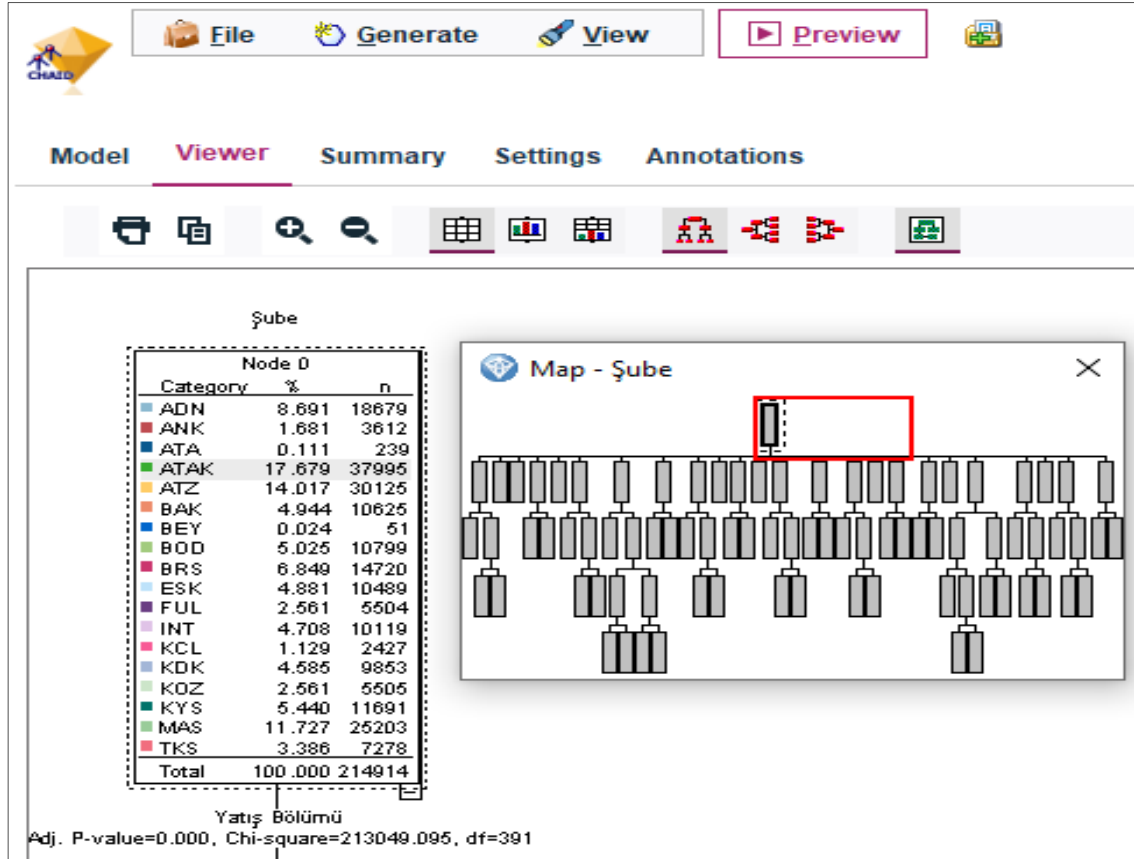 File Generate View Preview
CHAID
Model Viewer Summary Settings Annotations
Şube
Node 0
Category % n
ADN 8.691 18679
ANK 1.681 3612
ATA 0.111 239
ATAK 17.679 37995
ATZ 14.017 30125
BAK 4.944 10625
BEY 0.024 51
BOD 5.025 10799
BRS 6.849 14720
ESK 4.881 10489
FUL 2.561 5504
INT 4.708 10119
KCL 1.129 2427
KDK 4.585 9853
KOZ 2.561 5505
KYS 5.440 11691
MAS 11.727 25203
TKS 3.386 7278
Total 100.000 214914
Yatış Bölümü
Adj. P-value=0.000, Chi-square=213049.095, df=391
Map - Şube